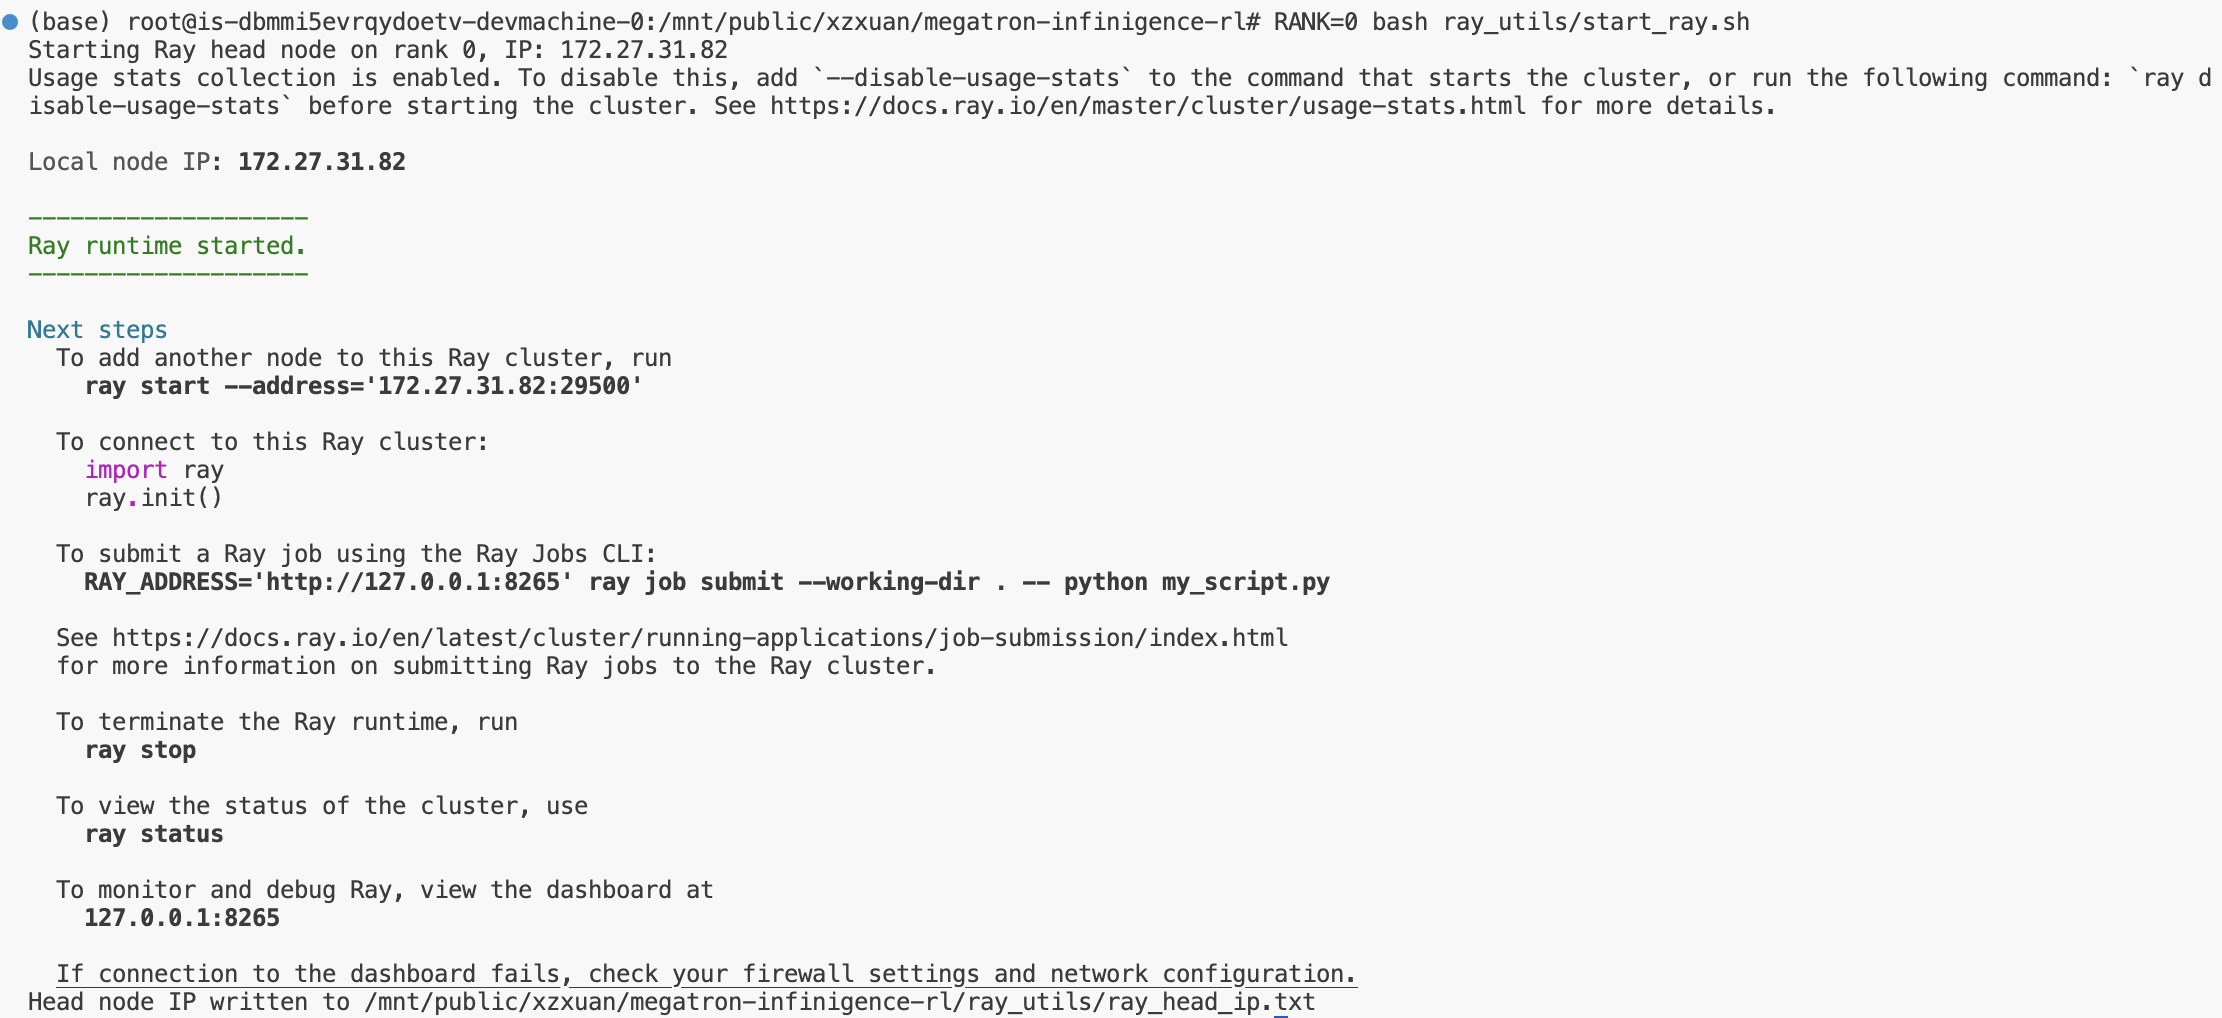 (base) root@is-dbmmi5evrqydoetv-devmachine-0:/mnt/public/xzxuan/megatron-infinigence-rl# RANK=0 bash ray_utils/start_ray.sh
Starting Ray head node on rank 0, IP: 172.27.31.82
Usage stats collection is enabled. To disable this, add `--disable-usage-stats` to the command that starts the cluster, or run the following command: `ray d
isable-usage-stats` before starting the cluster. See https://docs.ray.io/en/master/cluster/usage-stats.html for more details.
Local node IP: 172.27.31.82
--------------------
Ray runtime started.
--------------------
Next steps
To add another node to this Ray cluster, run
ray start --address='172.27.31.82:29500'
To connect to this Ray cluster:
import ray
ray.init()
To submit a Ray job using the Ray Jobs CLI:
RAY_ADDRESS='http://127.0.0.1:8265' ray job submit --working-dir . -- python my_script.py
See https://docs.ray.io/en/latest/cluster/running-applications/job-submission/index.html
for more information on submitting Ray jobs to the Ray cluster.
To terminate the Ray runtime, run
ray stop
To view the status of the cluster, use
ray status
To monitor and debug Ray, view the dashboard at
127.0.0.1:8265
If connection to the dashboard fails, check your firewall settings and network configuration.
Head node IP written to /mnt/public/xzxuan/megatron-infinigence-rl/ray_utils/ray_head_ip.txt